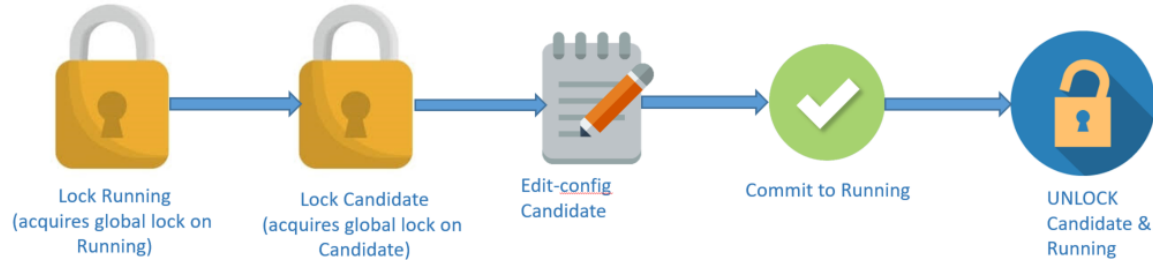 Lock Running
(acquires global lock on
Running)
Lock Candidate
(acquires global lock on
Candidate)
Edit-config
Candidate
Commit to Running
UNLOCK
Candidate &
Running